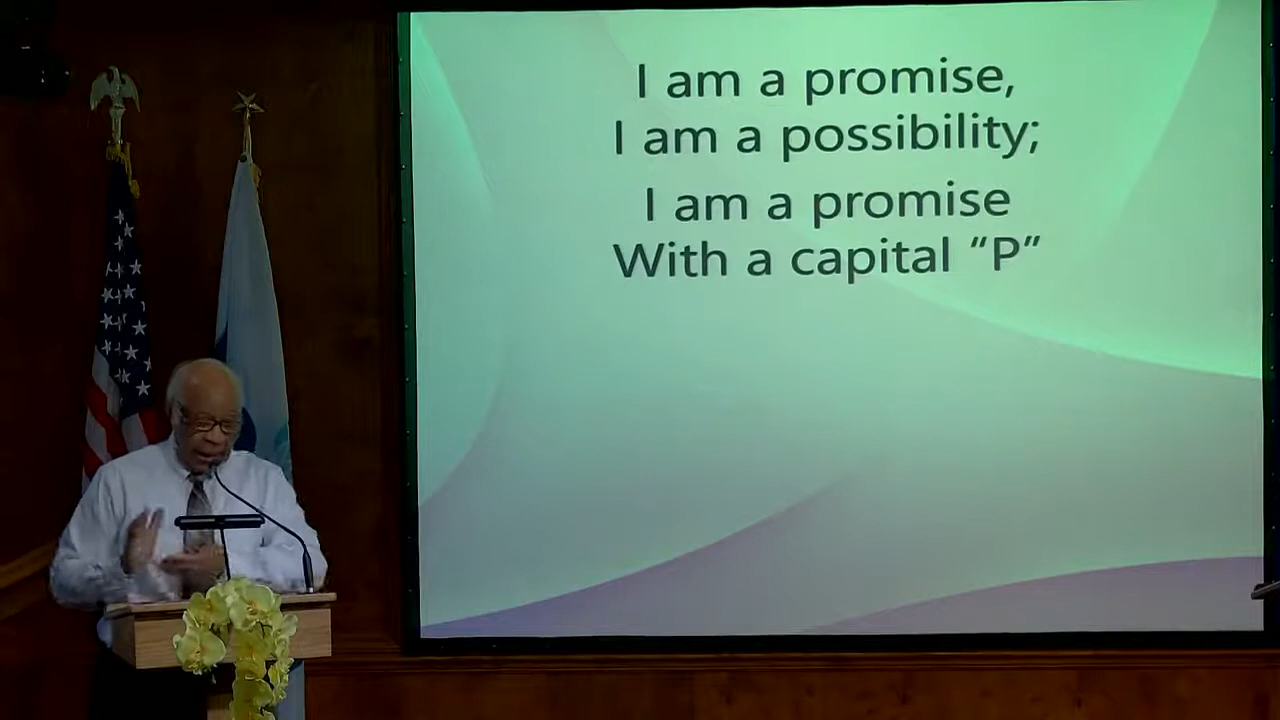 I am a promise,
I am a possibility;
I am a promise
With a capital “P”